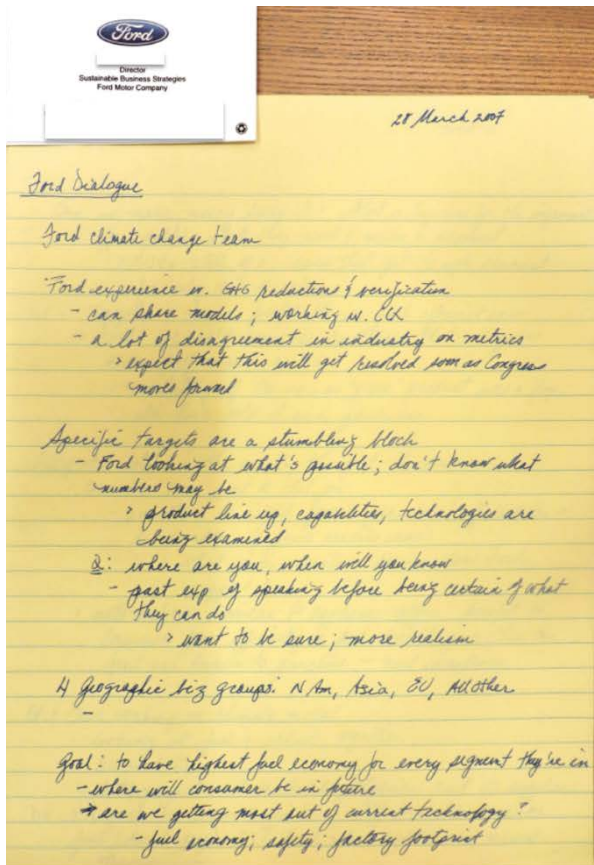 Ford
Director
Sustainable Business Strategies
Ford Motor Company
28 March 2007
Ford Dialogue
Ford climate change team
Ford experience w. GHG reductions & verification
- can share models; working w. CCX
- a lot of disagreement in industry on metrics
> expect that this will get resolved som as Congress
moves forward
Specific targets are a stumbling block
- Ford looking at what's possible; don't know what
numbers may be
> product line up, capabilities, technologies are
being examined
Q: where are you, when will you know
- past exp of speaking before being certain of what
they can do
> want to be sure; more realism
4 Geographic biz groups: N Am, Asia, EU, All Other
-
Goal: to have highest fuel economy for every segment they're in
- where will consumer be in future
→ are we getting most out of current technology?
- fuel economy; safety; factory footprint